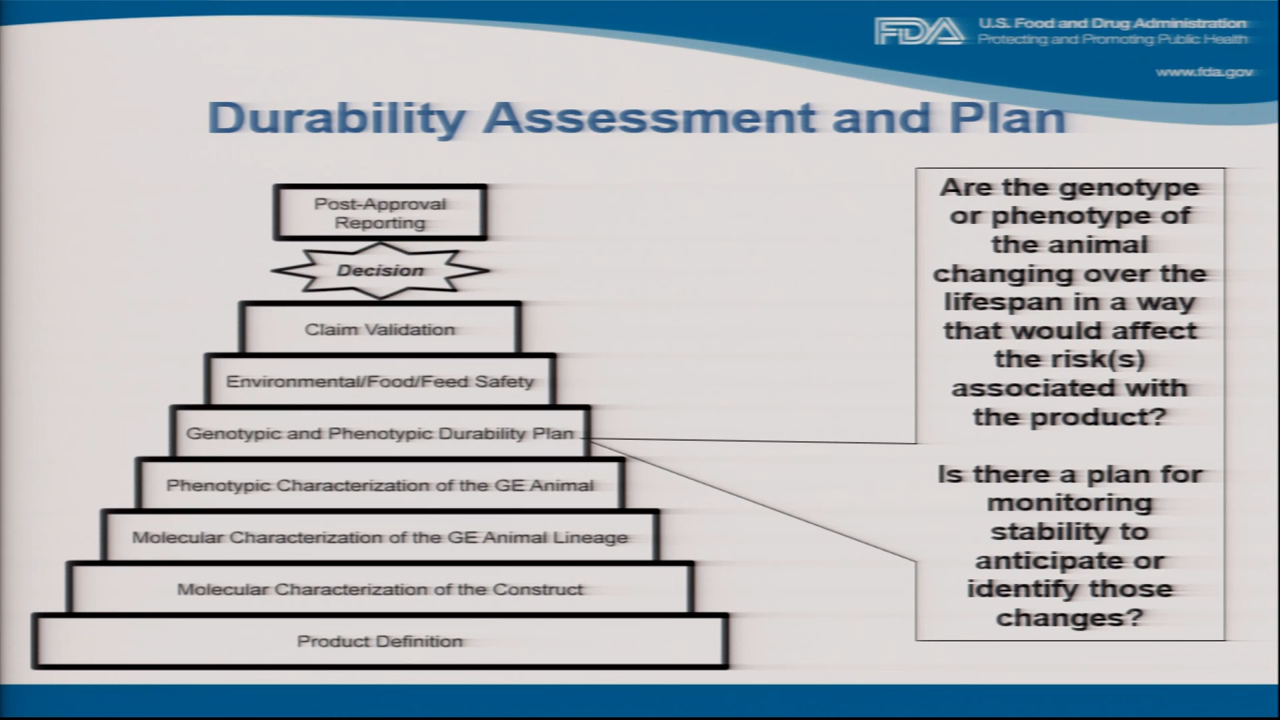 FDA U.S. Food and Drug Administration
Protecting and Promoting Public Health
www.fda.gov
Durability Assessment and Plan
Post-Approval
Reporting
Decision
Claim Validation
Environmental/Food/Feed Safety
Genotypic and Phenotypic Durability Plan
Phenotypic Characterization of the GE Animal
Molecular Characterization of the GE Animal Lineage
Molecular Characterization of the Construct
Product Definition
Are the genotype
or phenotype of
the animal
changing over the
lifespan in a way
that would affect
the risk(s)
associated with
the product?
Is there a plan for
monitoring
stability to
anticipate or
identify those
changes?